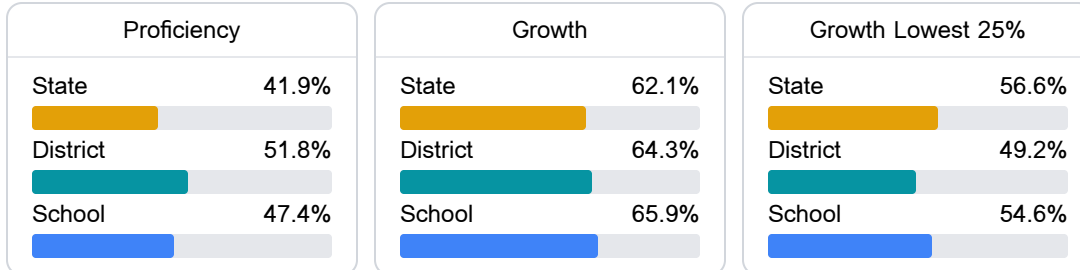 Proficiency
State 41.9%
District 51.8%
School 47.4%
Growth
State 62.1%
District 64.3%
School 65.9%
Growth Lowest 25%
State 56.6%
District 49.2%
School 54.6%